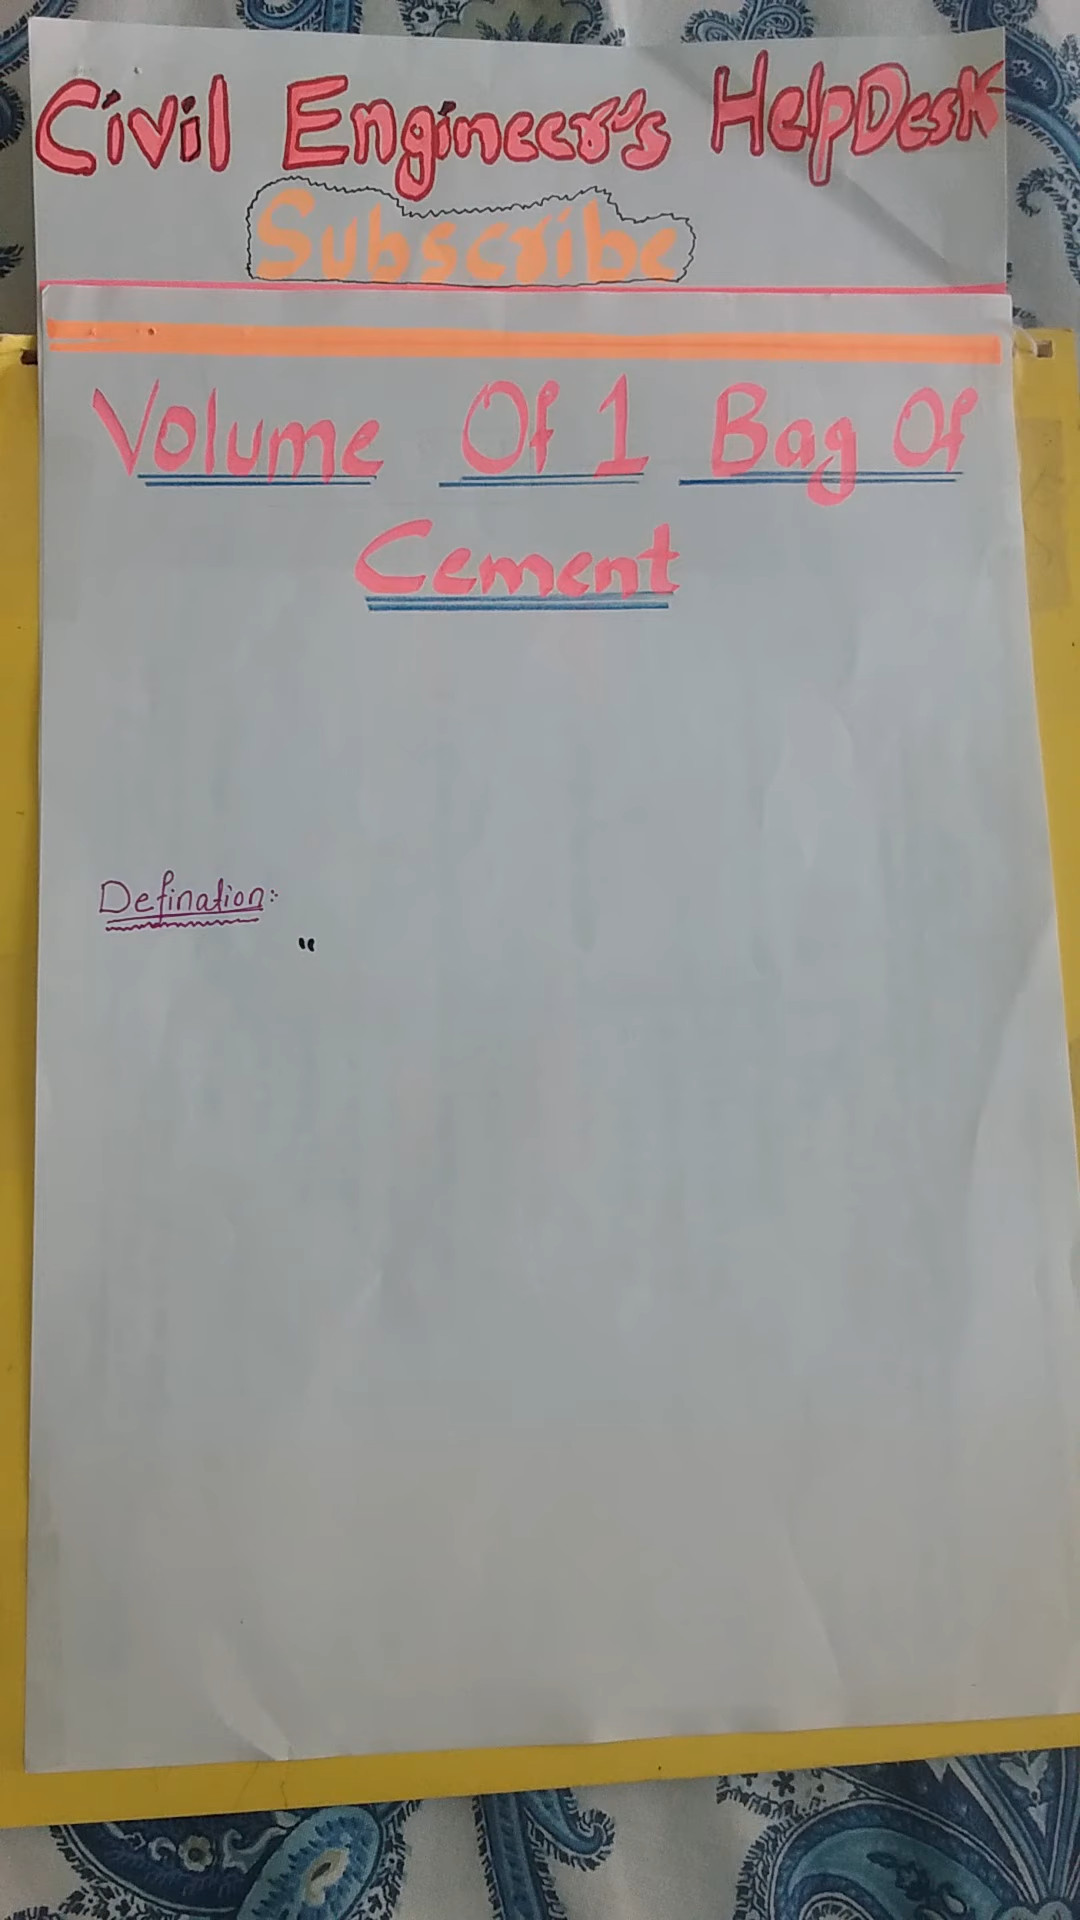 Civil Engineer's HelpDesk
Subscribe
Volume Of 1 Bag Of
Cement
Defination:
"